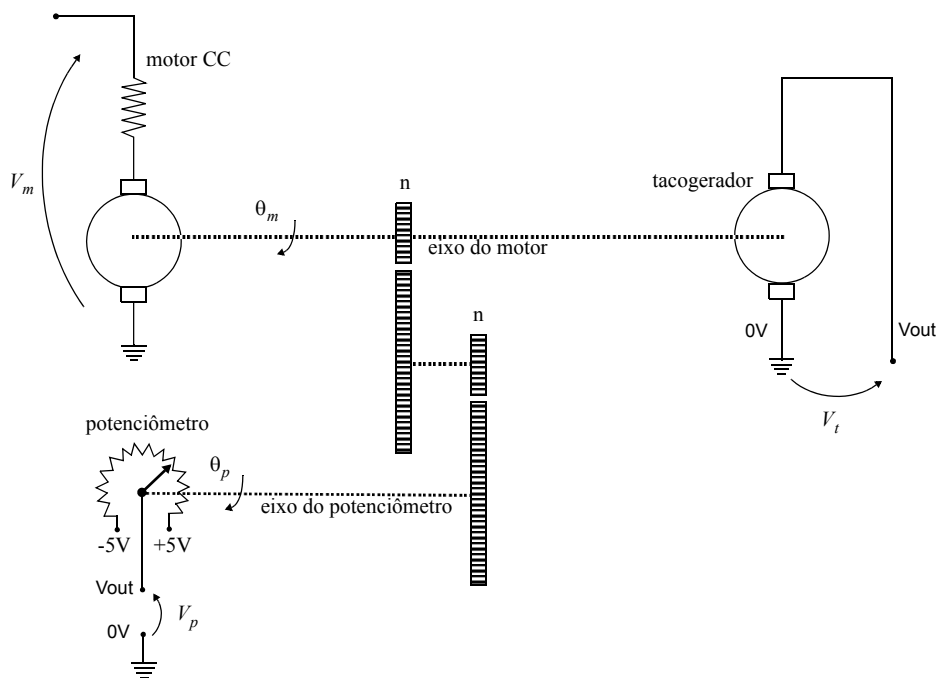 motor CC
V_m
θ_m
n
eixo do motor
tacogerador
0V
Vout
V_t
n
potenciômetro
θ_p
eixo do potenciômetro
-5V
+5V
Vout
V_p
0V